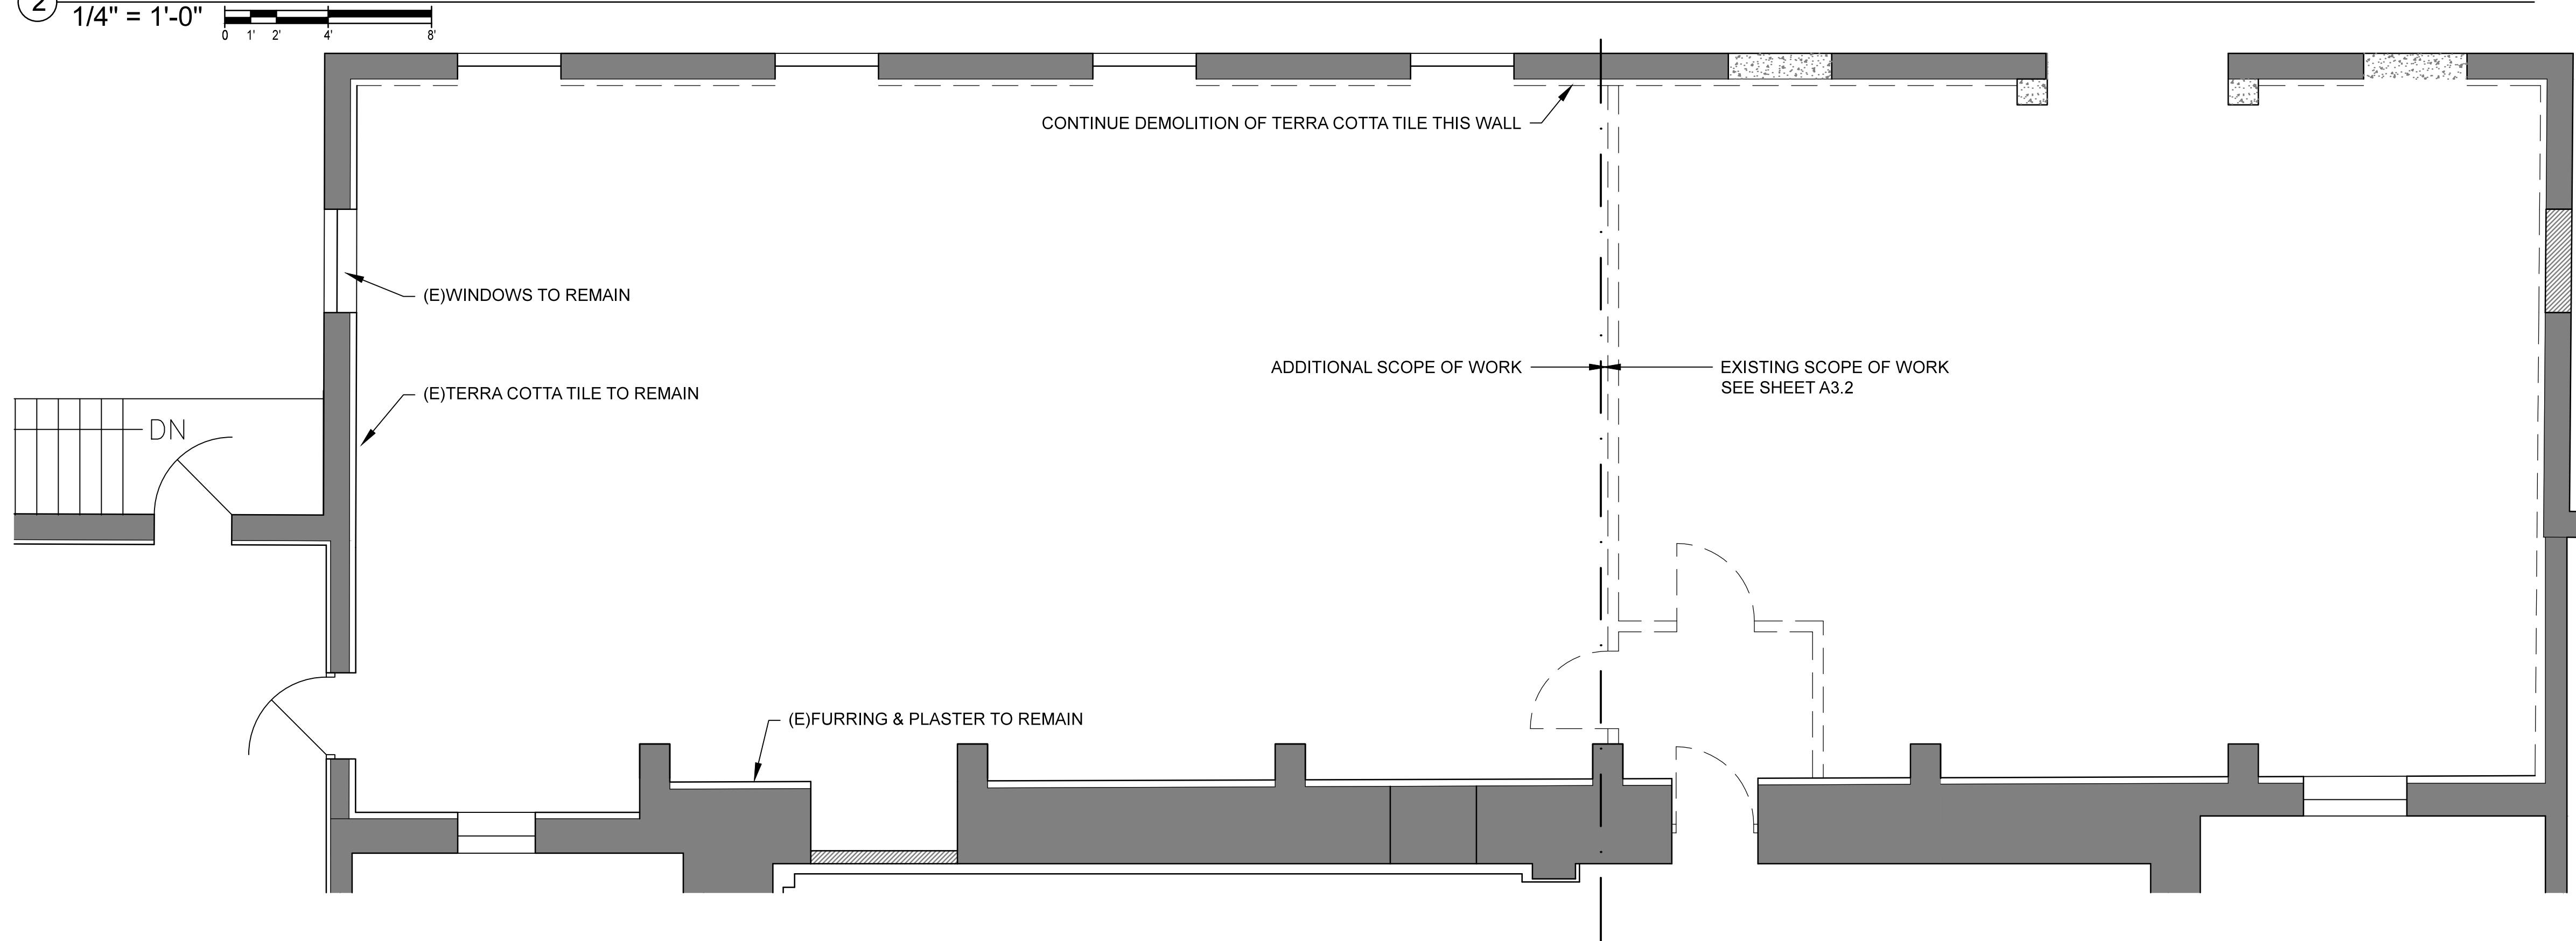 2
1/4" = 1'-0"
0 1' 2' 4' 8'
CONTINUE DEMOLITION OF TERRA COTTA TILE THIS WALL
(E)WINDOWS TO REMAIN
ADDITIONAL SCOPE OF WORK
EXISTING SCOPE OF WORK
SEE SHEET A3.2
(E)TERRA COTTA TILE TO REMAIN
DN
(E)FURRING & PLASTER TO REMAIN